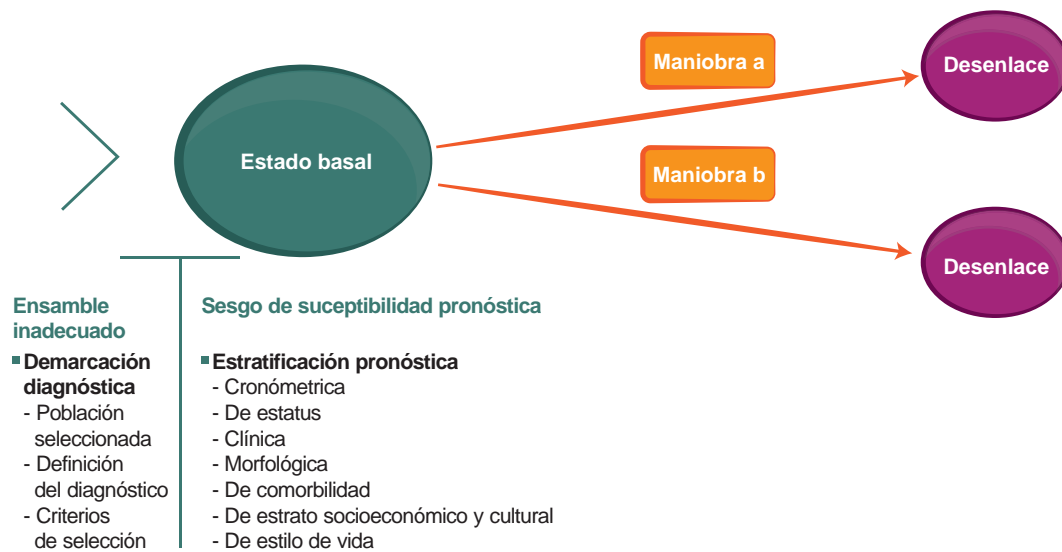 Maniobra a
Desenlace
Estado basal
Maniobra b
Desenlace
Ensamble
inadecuado
Demarcación
diagnóstica
- Población
seleccionada
- Definición
del diagnóstico
- Criterios
de selección
Sesgo de suceptibilidad pronóstica
Estratificación pronóstica
- Cronómetrica
- De estatus
- Clínica
- Morfológica
- De comorbilidad
- De estrato socioeconómico y cultural
- De estilo de vida